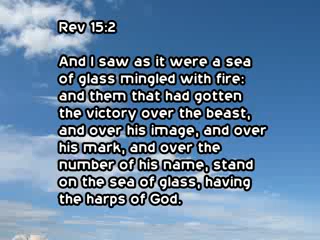 Rev 15:2
And I saw as it were a sea
of glass mingled with fire:
and them that had gotten
the victory over the beast,
and over his image, and over
his mark, and over the
number of his name, stand
on the sea of glass, having
the harps of God.